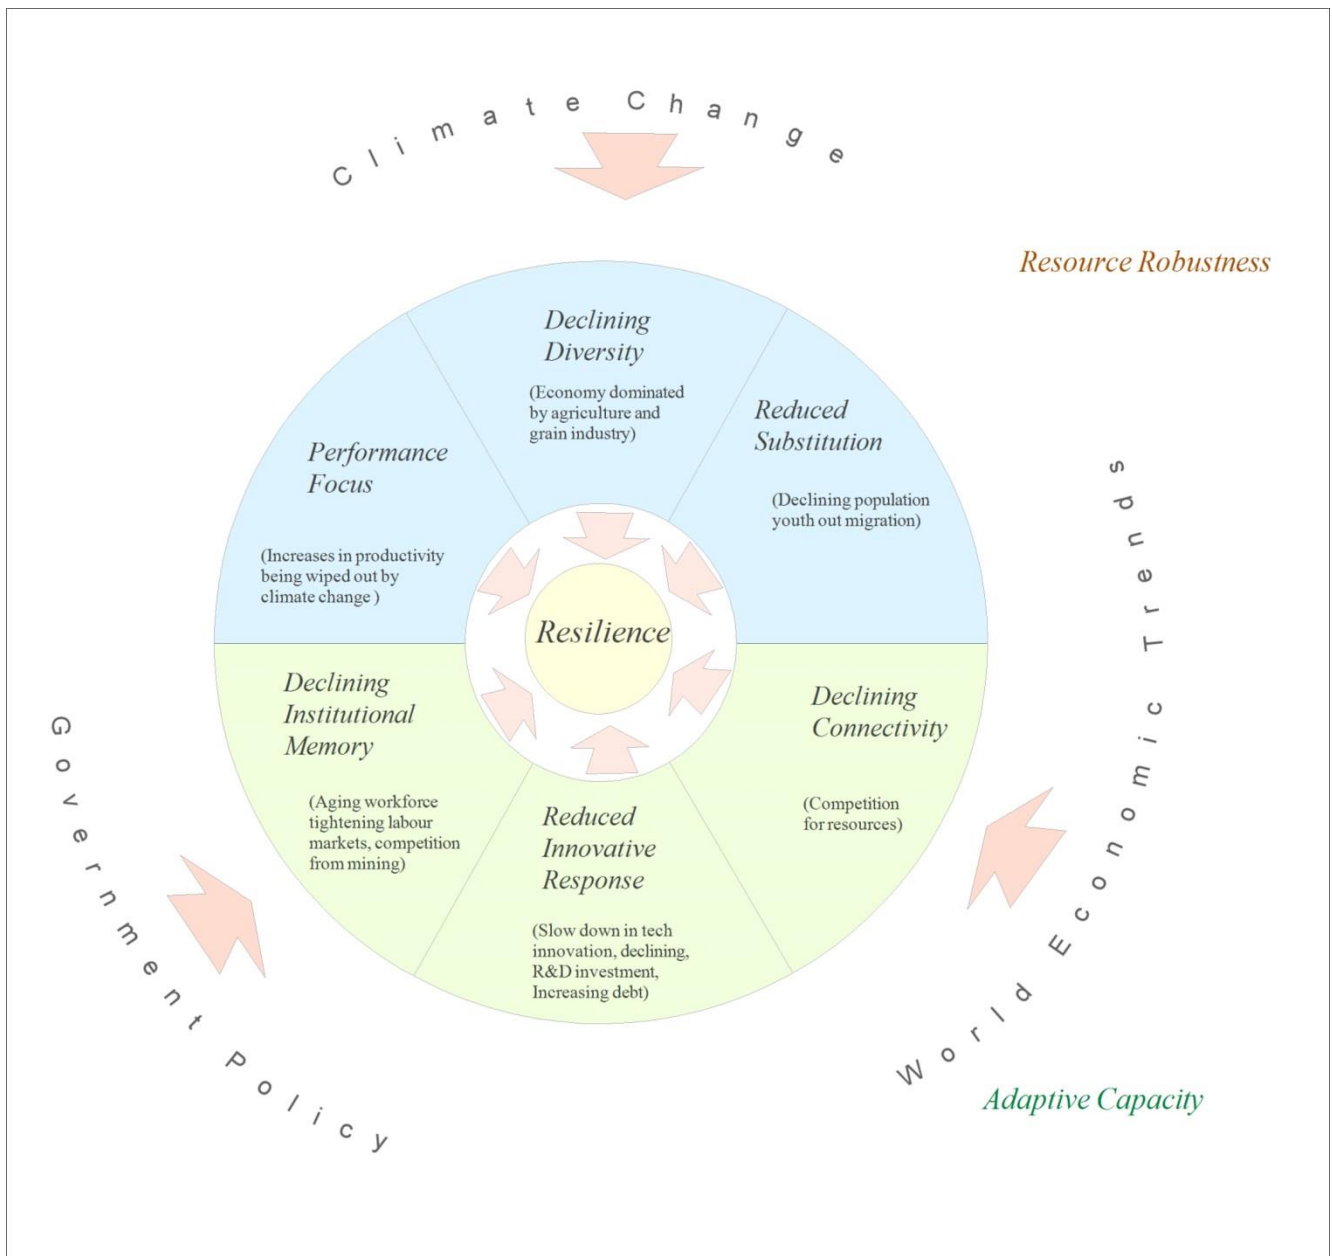 Climate Change
Resource Robustness
Declining
Diversity
(Economy dominated
by agriculture and
grain industry)
Reduced
Substitution
(Declining population
youth out migration)
Performance
Focus
(Increases in productivity
being wiped out by
climate change )
Resilience
Declining
Institutional
Memory
(Aging workforce
tightening labour
markets, competition
from mining)
Reduced
Innovative
Response
(Slow down in tech
innovation, declining,
R&D investment,
Increasing debt)
Declining
Connectivity
(Competition
for resources)
Government Policy
World Economic Trends
Adaptive Capacity